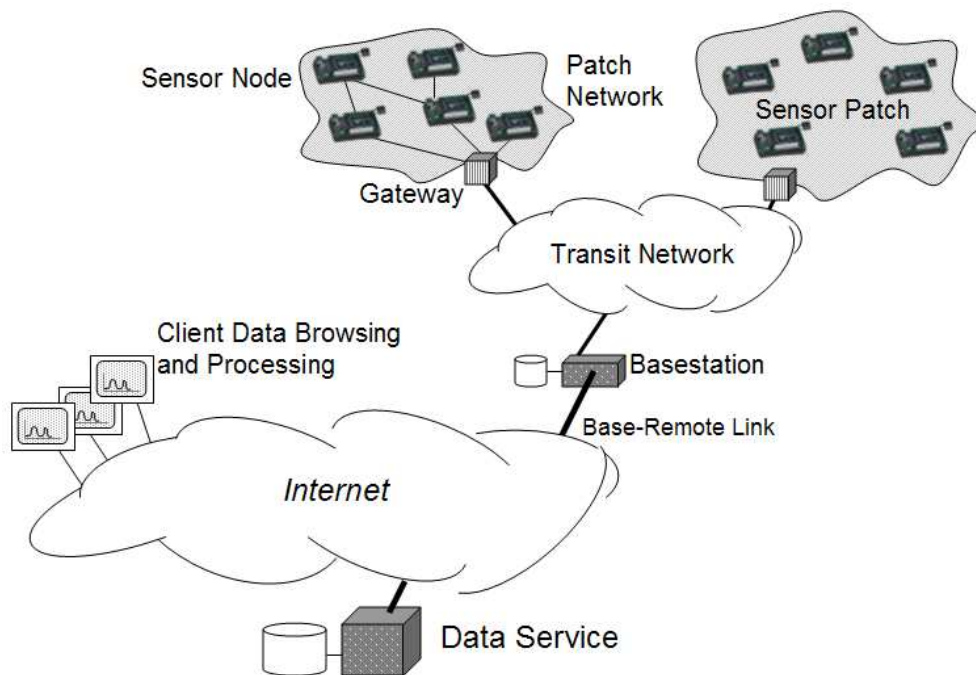 Sensor Node
Patch
Network
Sensor Patch
Gateway
Transit Network
Client Data Browsing
and Processing
Basestation
Base-Remote Link
Internet
Data Service